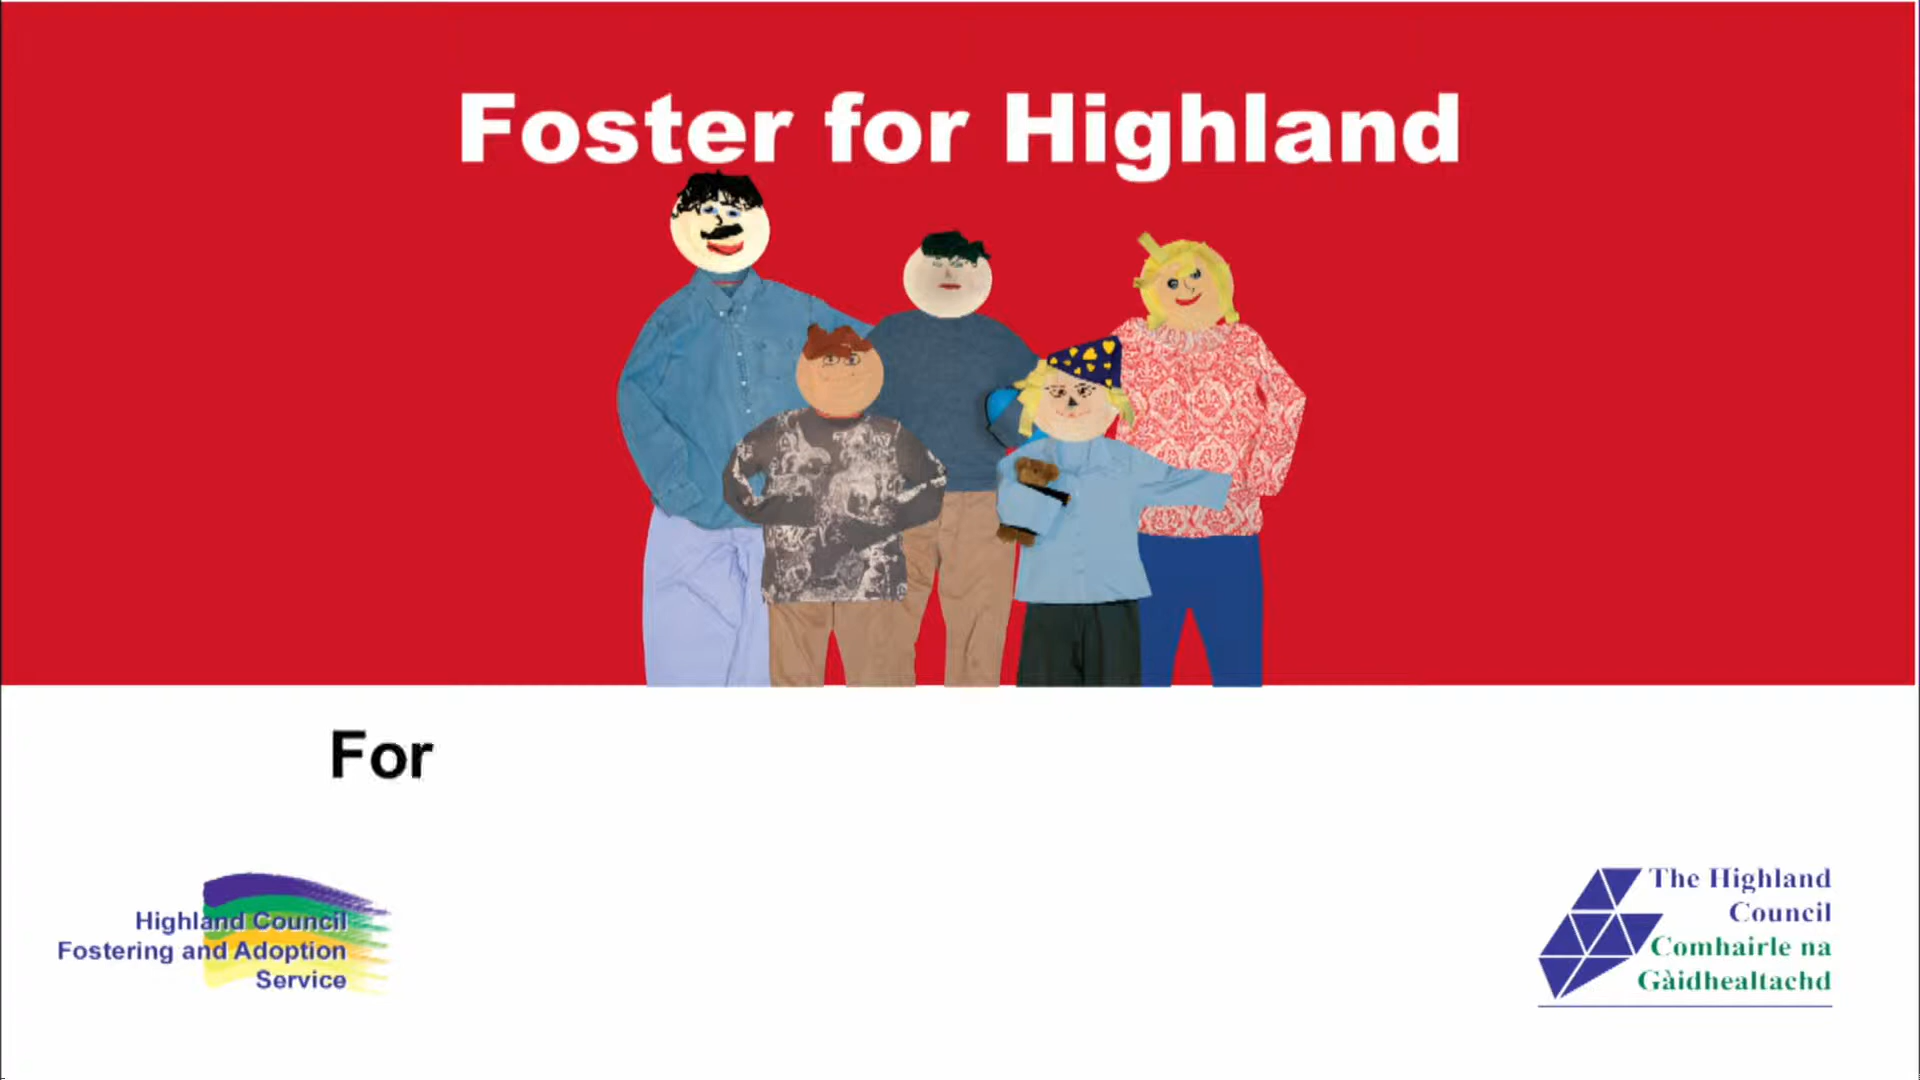 Foster for Highland
For
Highland Council
Fostering and Adoption
Service
The Highland
Council
Comhairle na
Gàidhealtachd